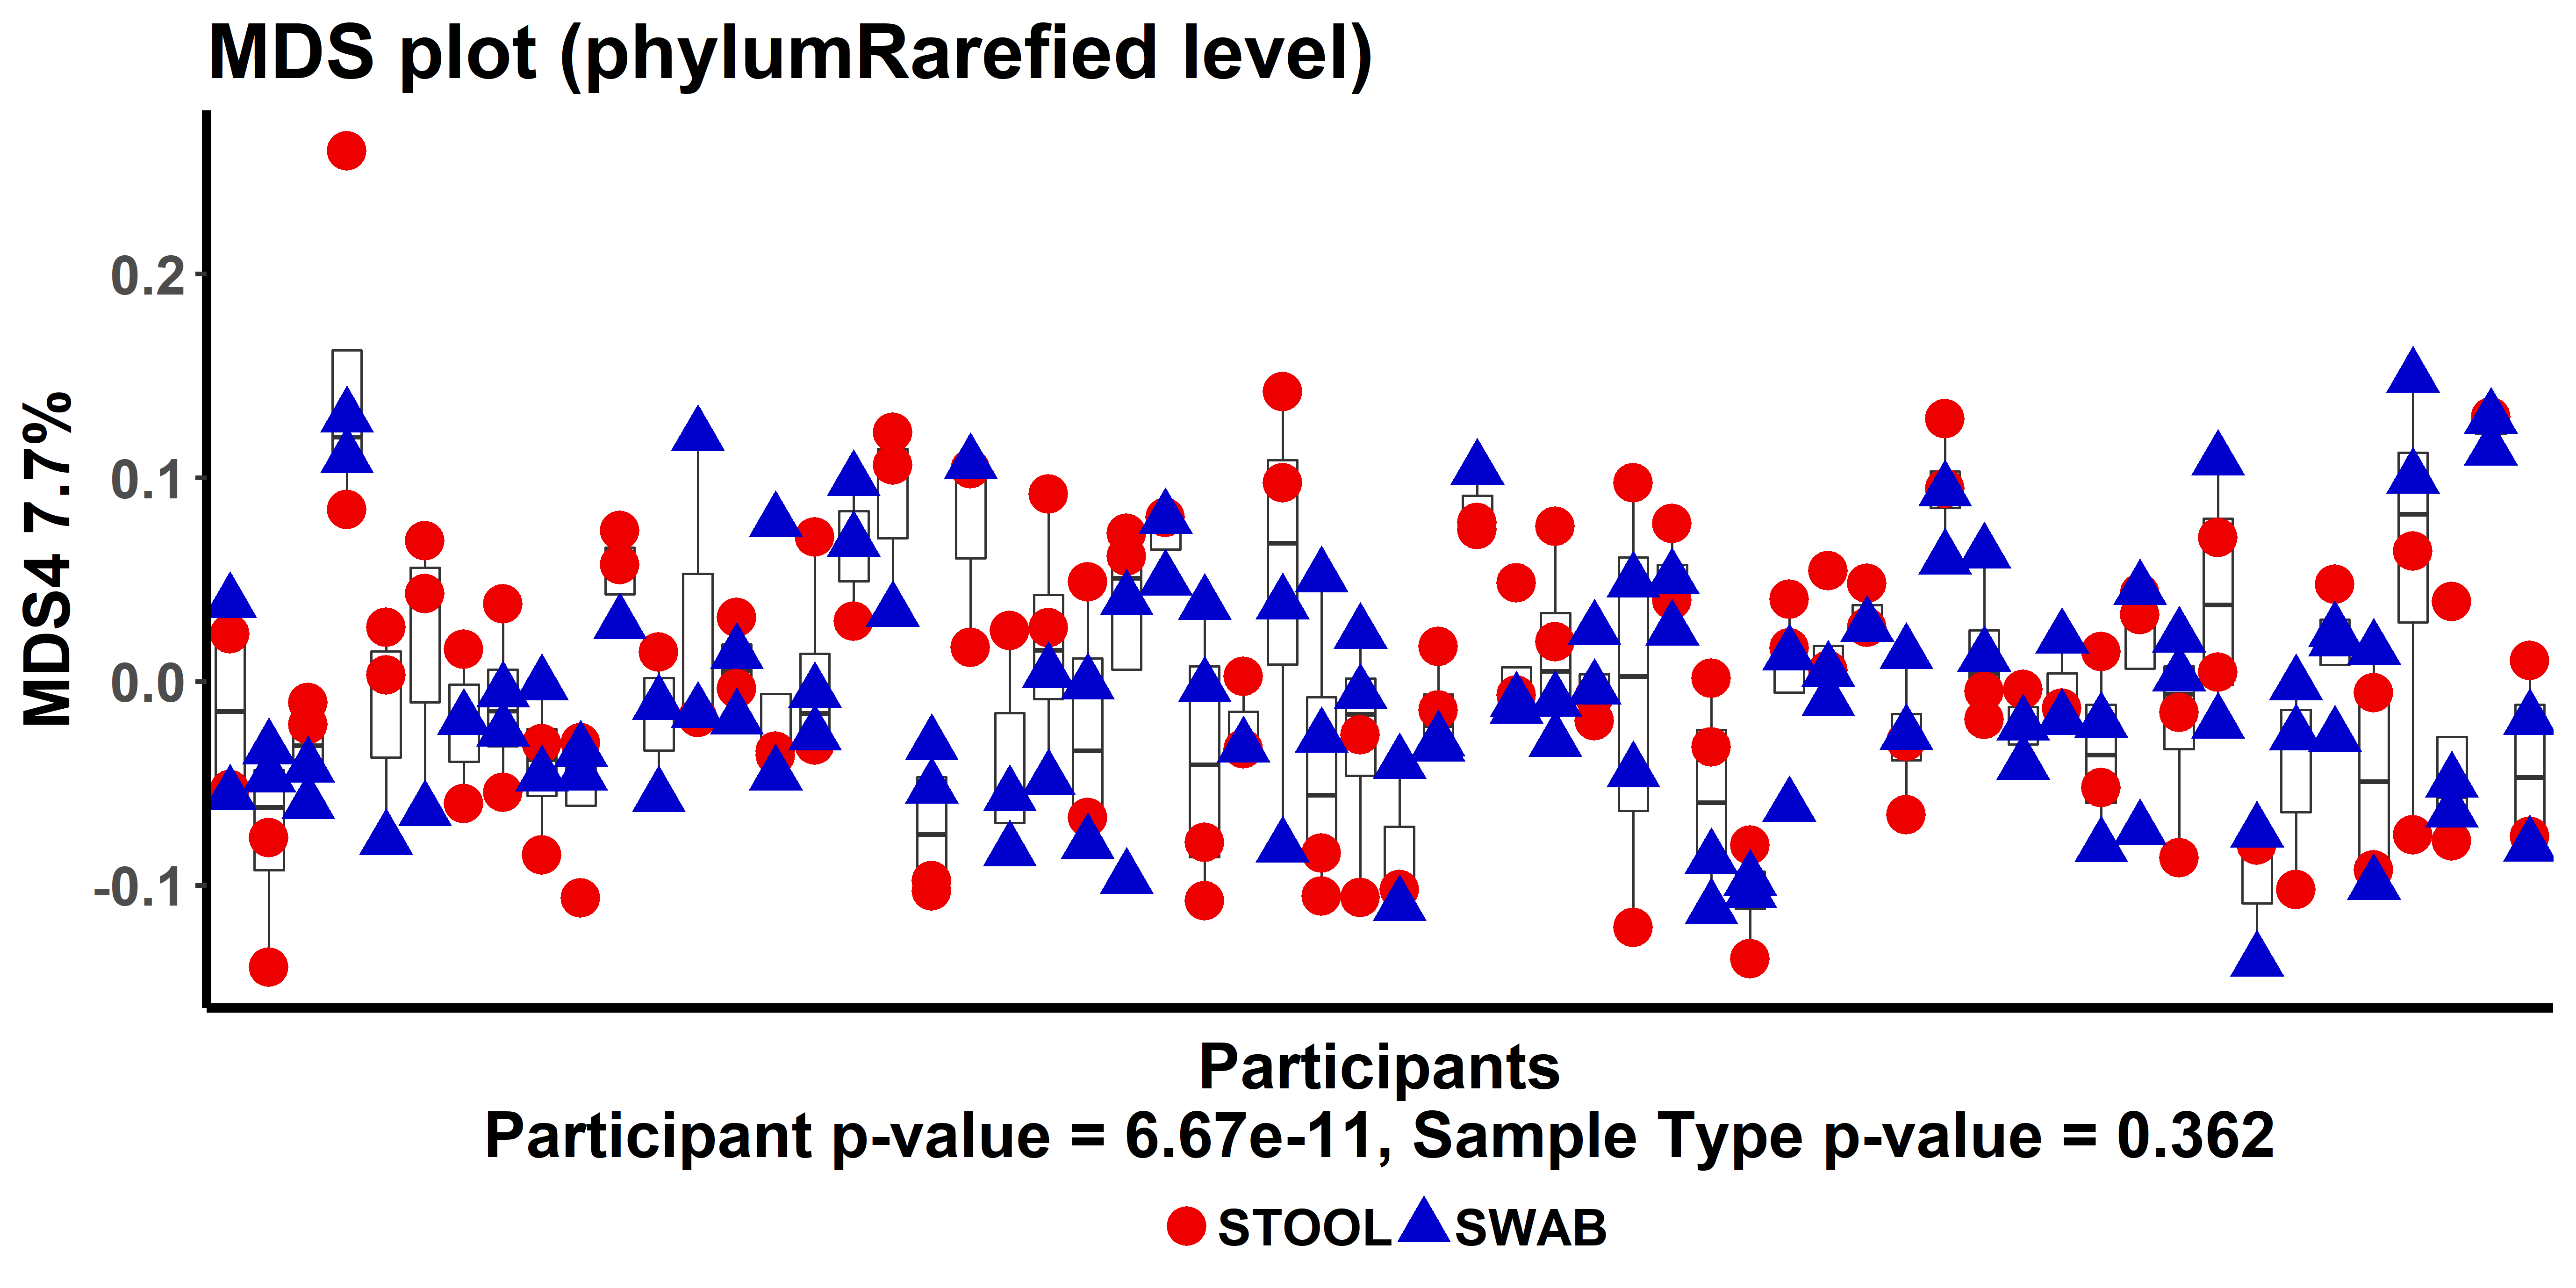 MDS plot (phylumRarefied level)
MDS4 7.7%
0.2
0.1
0.0
-0.1
Participants
Participant p-value = 6.67e-11, Sample Type p-value = 0.362
STOOL SWAB